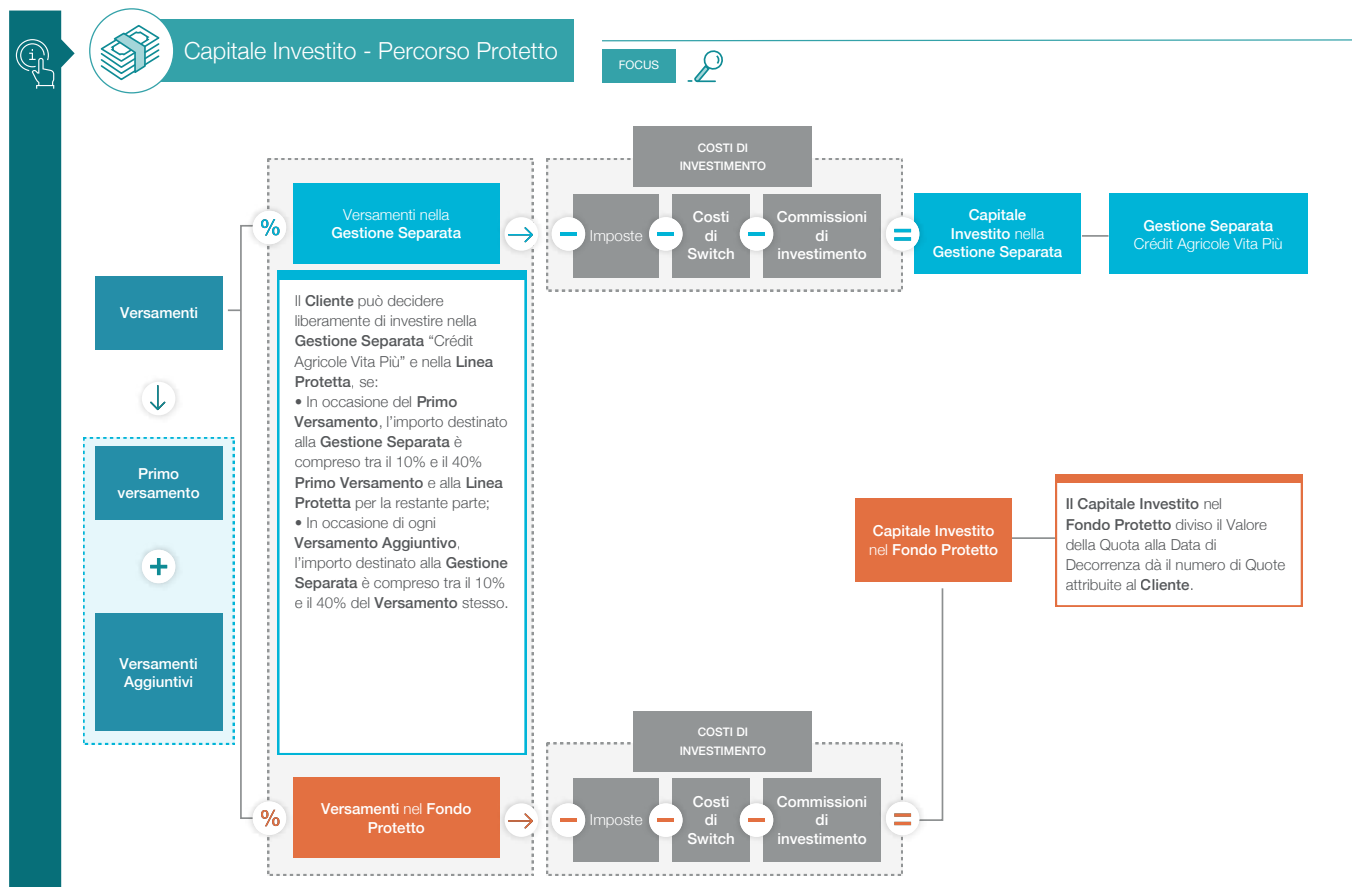 Capitale Investito - Percorso Protetto
FOCUS
Versamenti
Primo
versamento
+
Versamenti
Aggiuntivi
%
Versamenti nella
Gestione Separata
Il Cliente può decidere
liberamente di investire nella
Gestione Separata “Crédit
Agricole Vita Più” e nella Linea
Protetta, se:
• In occasione del Primo
Versamento, l’importo destinato
alla Gestione Separata è
compreso tra il 10% e il 40%
Primo Versamento e alla Linea
Protetta per la restante parte;
• In occasione di ogni
Versamento Aggiuntivo,
l’importo destinato alla Gestione
Separata è compreso tra il 10%
e il 40% del Versamento stesso.
COSTI DI
INVESTIMENTO
− Imposte −
Costi
di
Switch
−
Commissioni
di
investimento
=
Capitale
Investito nella
Gestione Separata
Gestione Separata
Crédit Agricole Vita Più
%
Versamenti nel Fondo
Protetto
COSTI DI
INVESTIMENTO
− Imposte −
Costi
di
Switch
−
Commissioni
di
investimento
=
Capitale Investito
nel Fondo Protetto
Il Capitale Investito nel
Fondo Protetto diviso il Valore
della Quota alla Data di
Decorrenza dà il numero di Quote
attribuite al Cliente.